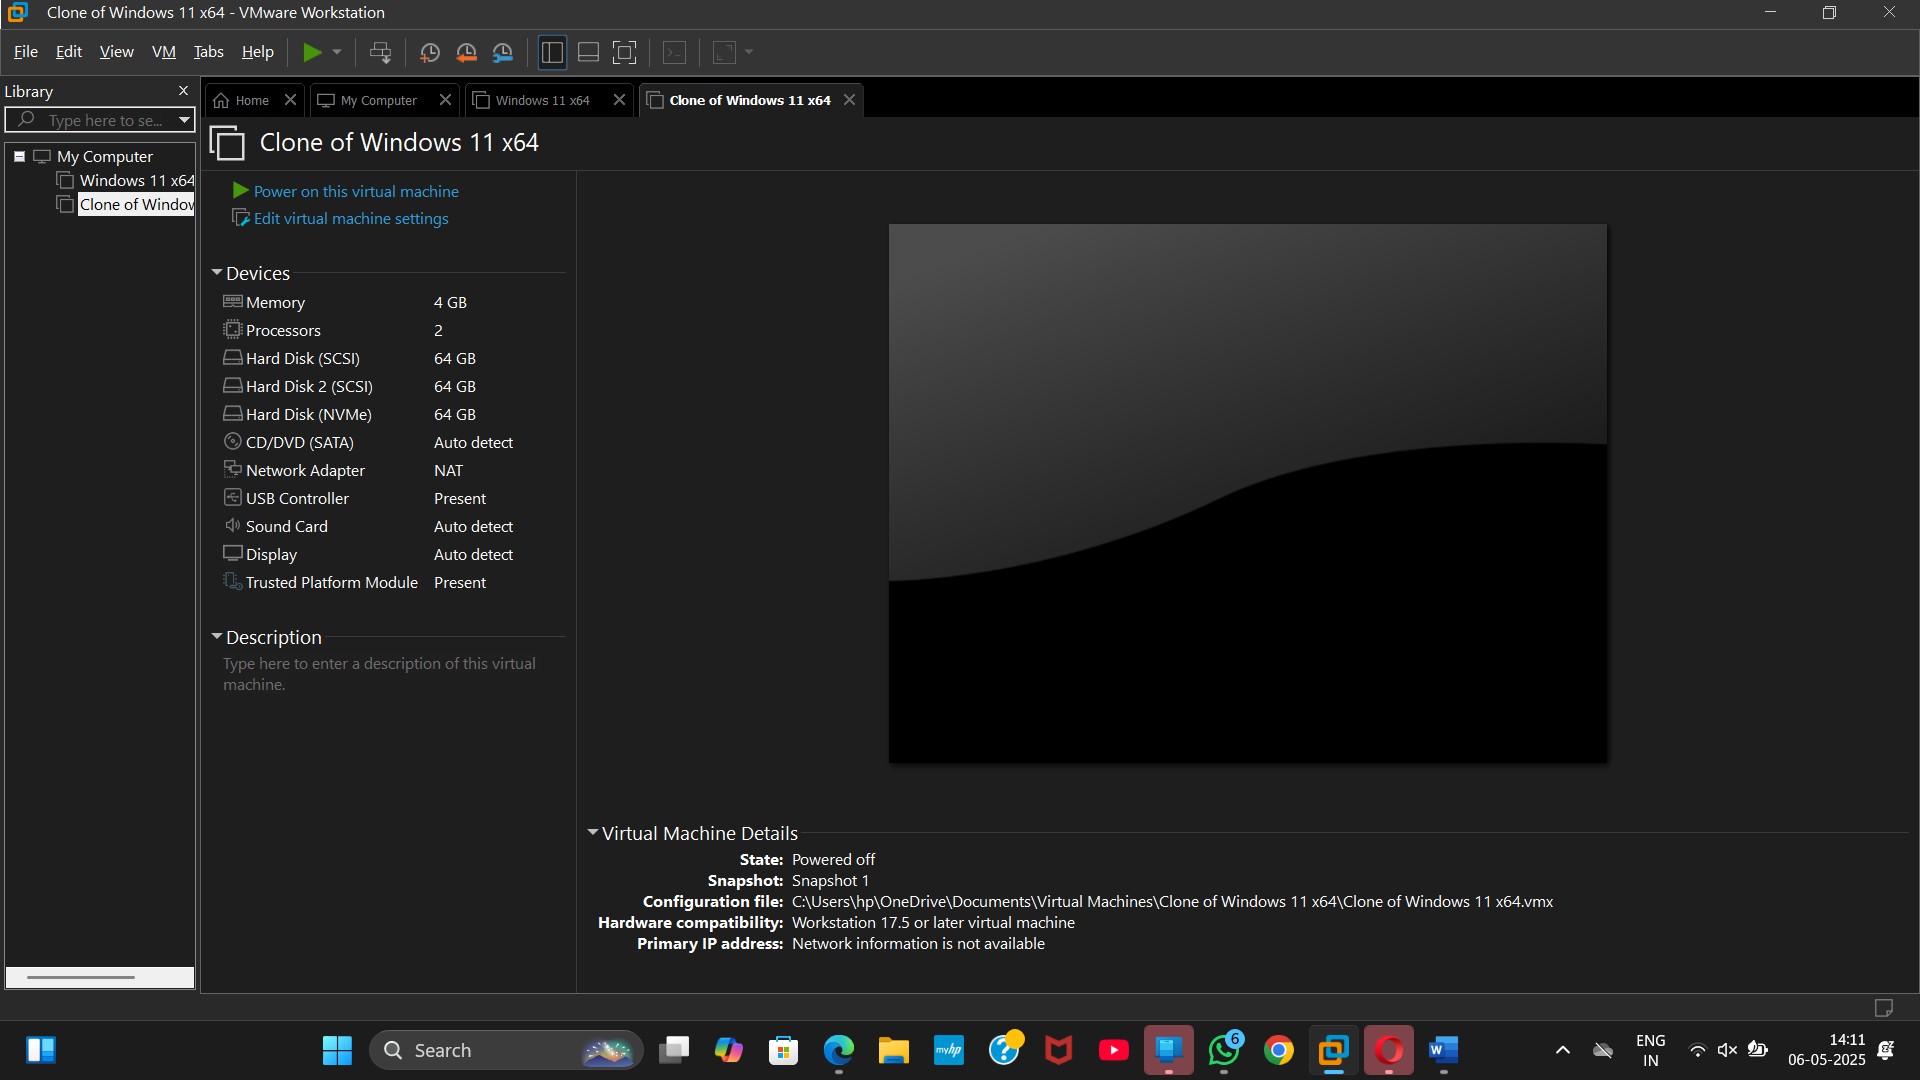 Clone of Windows 11 x64 - VMware Workstation
File Edit View VM Tabs Help
Library
Type here to se...
Home My Computer Windows 11 x64 Clone of Windows 11 x64
My Computer
Windows 11 x64
Clone of Window
Clone of Windows 11 x64
Power on this virtual machine
Edit virtual machine settings
Devices
Memory 4 GB
Processors 2
Hard Disk (SCSI) 64 GB
Hard Disk 2 (SCSI) 64 GB
Hard Disk (NVMe) 64 GB
CD/DVD (SATA) Auto detect
Network Adapter NAT
USB Controller Present
Sound Card Auto detect
Display Auto detect
Trusted Platform Module Present
Description
Type here to enter a description of this virtual
machine.
Virtual Machine Details
State: Powered off
Snapshot: Snapshot 1
Configuration file: C:\Users\hp\OneDrive\Documents\Virtual Machines\Clone of Windows 11 x64\Clone of Windows 11 x64.vmx
Hardware compatibility: Workstation 17.5 or later virtual machine
Primary IP address: Network information is not available
Search
myhp
6
W
ENG
IN
14:11
06-05-2025